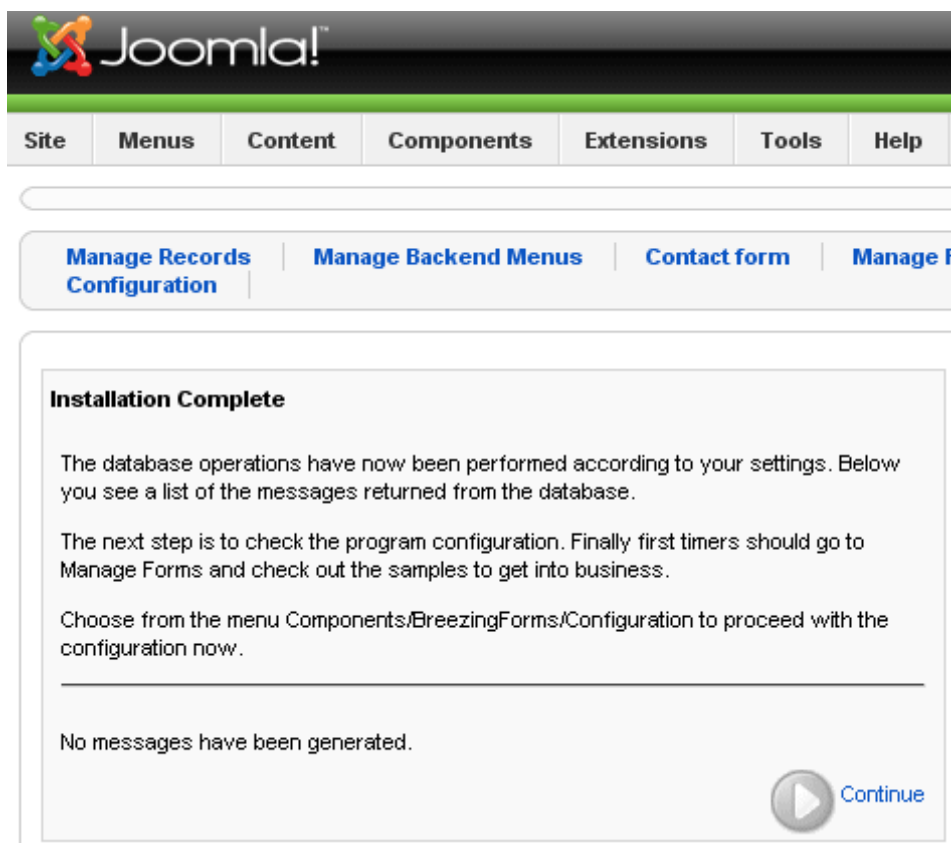 Joomla!™
Site Menus Content Components Extensions Tools Help
Manage Records Manage Backend Menus Contact form Manage
Configuration
Installation Complete
The database operations have now been performed according to your settings. Below
you see a list of the messages returned from the database.
The next step is to check the program configuration. Finally first timers should go to
Manage Forms and check out the samples to get into business.
Choose from the menu Components/BreezingForms/Configuration to proceed with the
configuration now.
No messages have been generated.
Continue